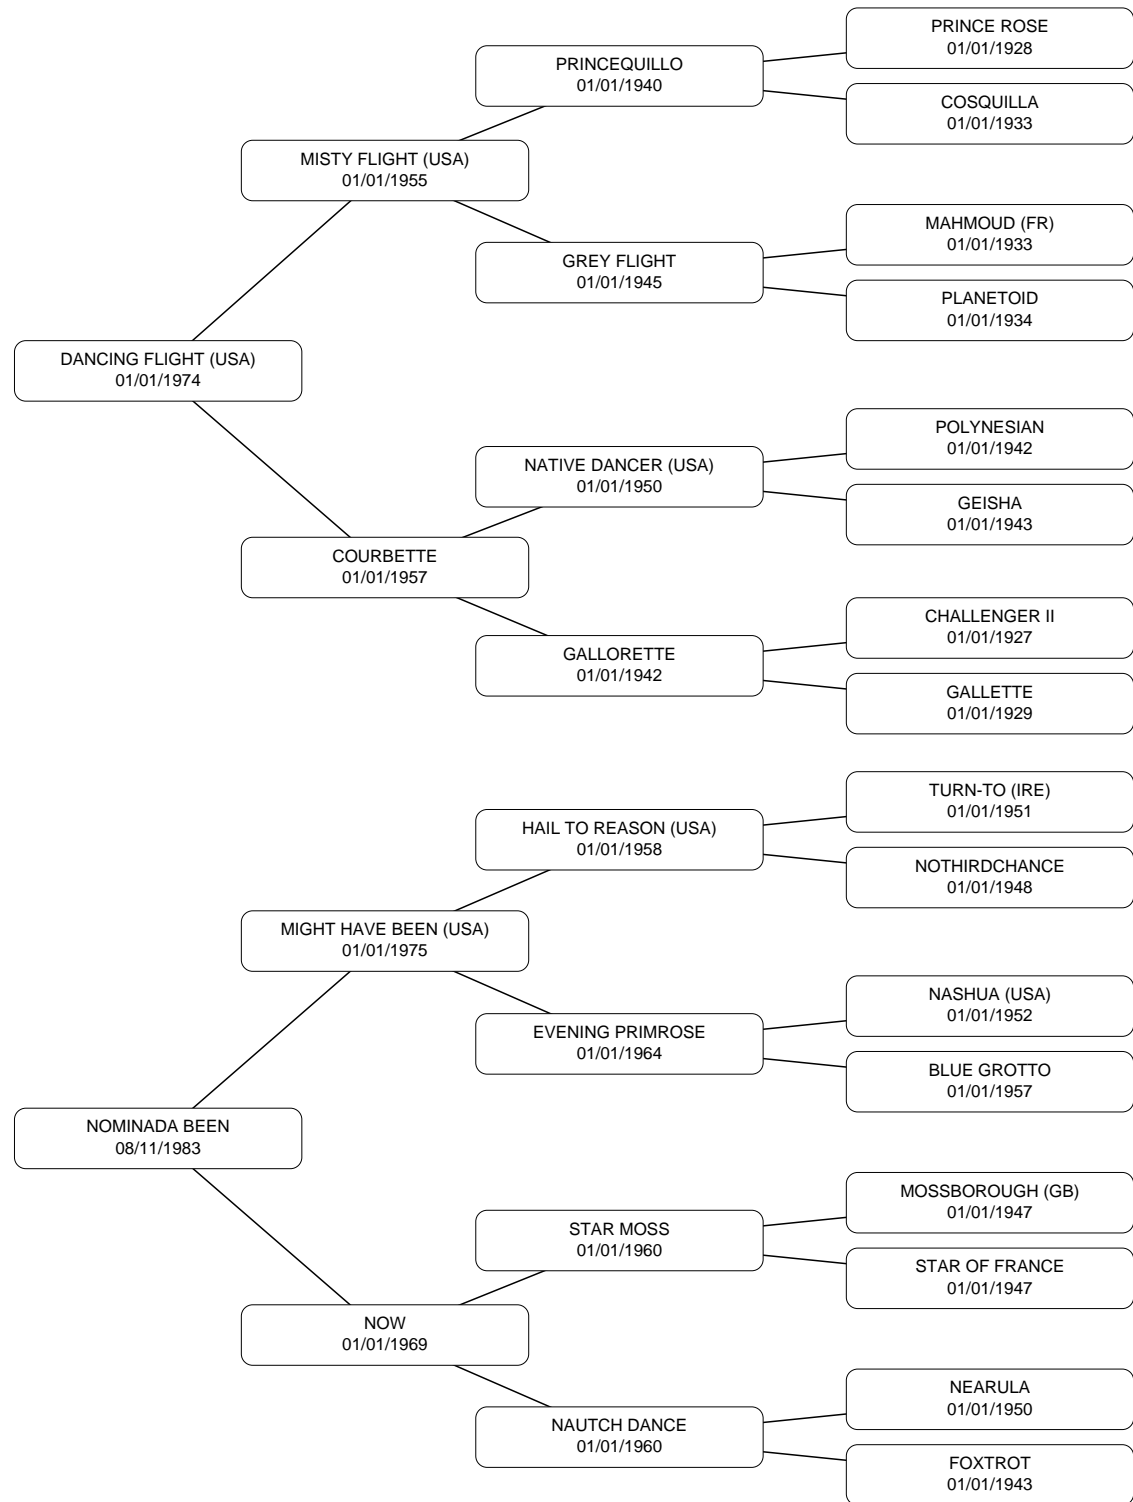 PRINCE ROSE
01/01/1928
PRINCEQUILLO
01/01/1940
COSQUILLA
01/01/1933
MISTY FLIGHT (USA)
01/01/1955
MAHMOUD (FR)
01/01/1933
GREY FLIGHT
01/01/1945
PLANETOID
01/01/1934
DANCING FLIGHT (USA)
01/01/1974
POLYNESIAN
01/01/1942
NATIVE DANCER (USA)
01/01/1950
GEISHA
01/01/1943
COURBETTE
01/01/1957
CHALLENGER II
01/01/1927
GALLORETTE
01/01/1942
GALLETTE
01/01/1929
TURN-TO (IRE)
01/01/1951
HAIL TO REASON (USA)
01/01/1958
NOTHIRDCHANCE
01/01/1948
MIGHT HAVE BEEN (USA)
01/01/1975
NASHUA (USA)
01/01/1952
EVENING PRIMROSE
01/01/1964
BLUE GROTTO
01/01/1957
NOMINADA BEEN
08/11/1983
MOSSBOROUGH (GB)
01/01/1947
STAR MOSS
01/01/1960
STAR OF FRANCE
01/01/1947
NOW
01/01/1969
NEARULA
01/01/1950
NAUTCH DANCE
01/01/1960
FOXTROT
01/01/1943